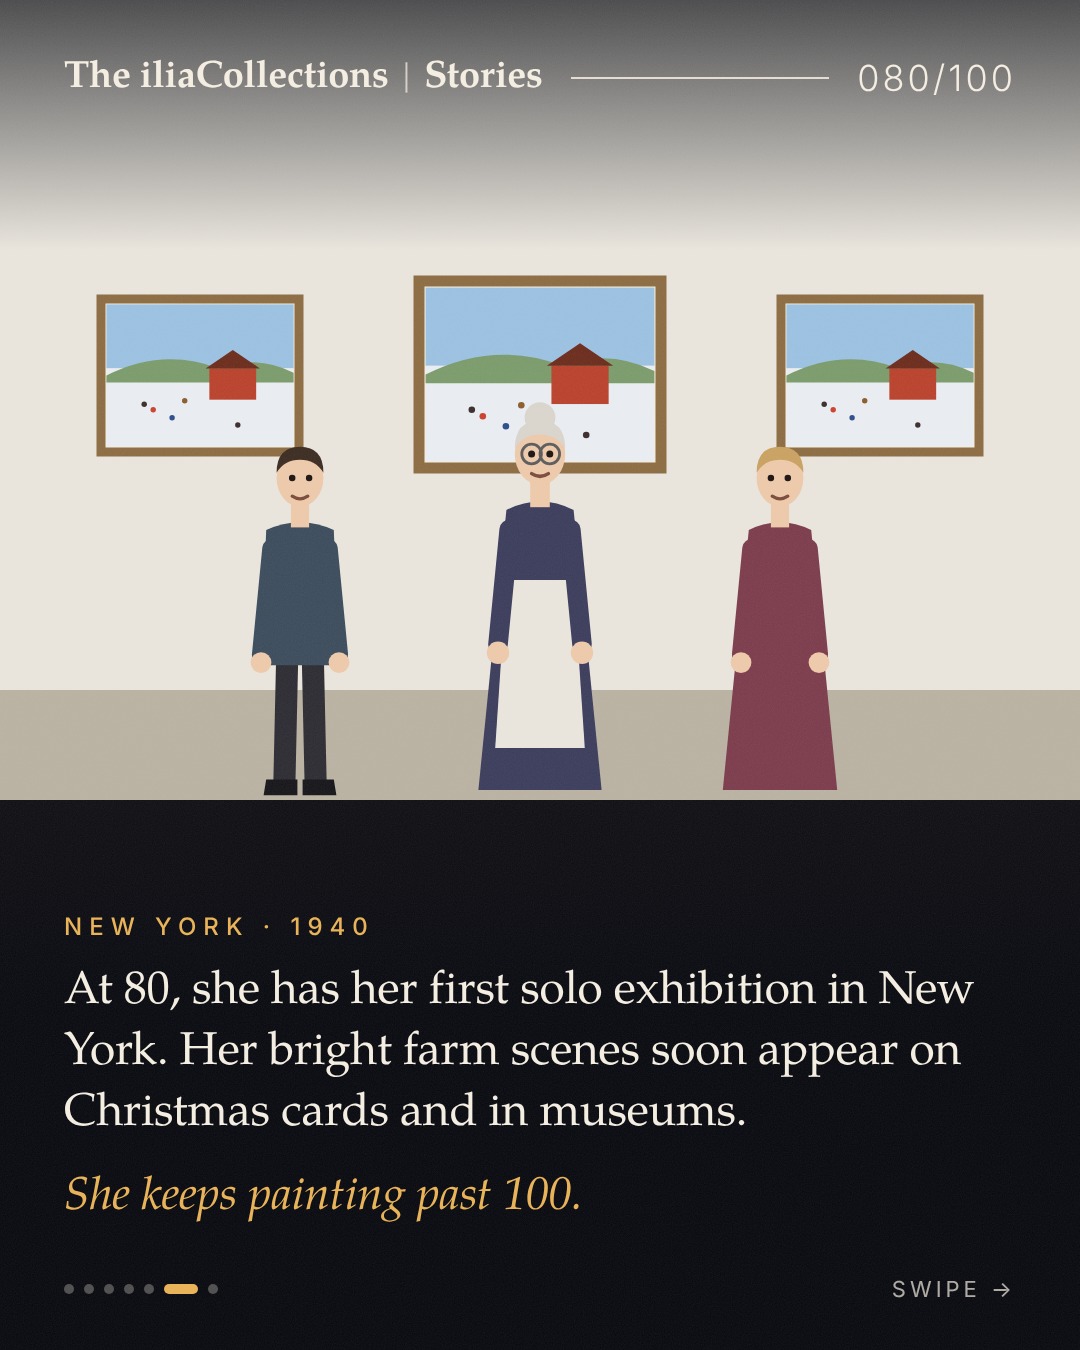 The iliaCollections | Stories 080/100
NEW YORK · 1940
At 80, she has her first solo exhibition in New
York. Her bright farm scenes soon appear on
Christmas cards and in museums.
She keeps painting past 100.
SWIPE →